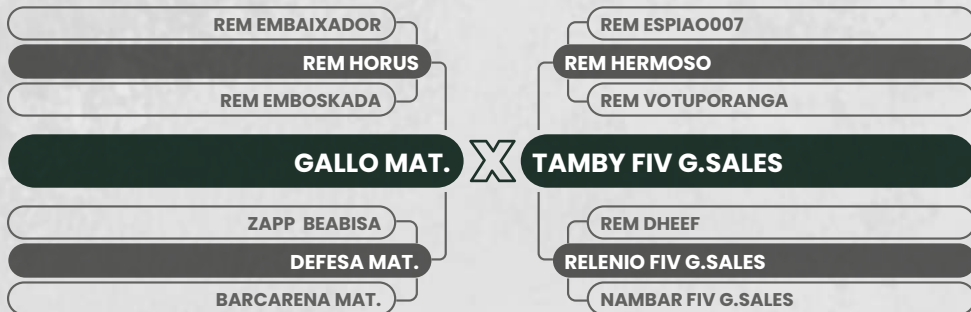 REM EMBAIXADOR
REM HORUS
REM EMBOSKADA
GALLO MAT.
ZAPP BEABISA
DEFESA MAT.
BARCARENA MAT.
X
REM ESPIAO007
REM HERMOSO
REM VOTUPORANGA
TAMBY FIV G.SALES
REM DHEEF
RELENIO FIV G.SALES
NAMBAR FIV G.SALES